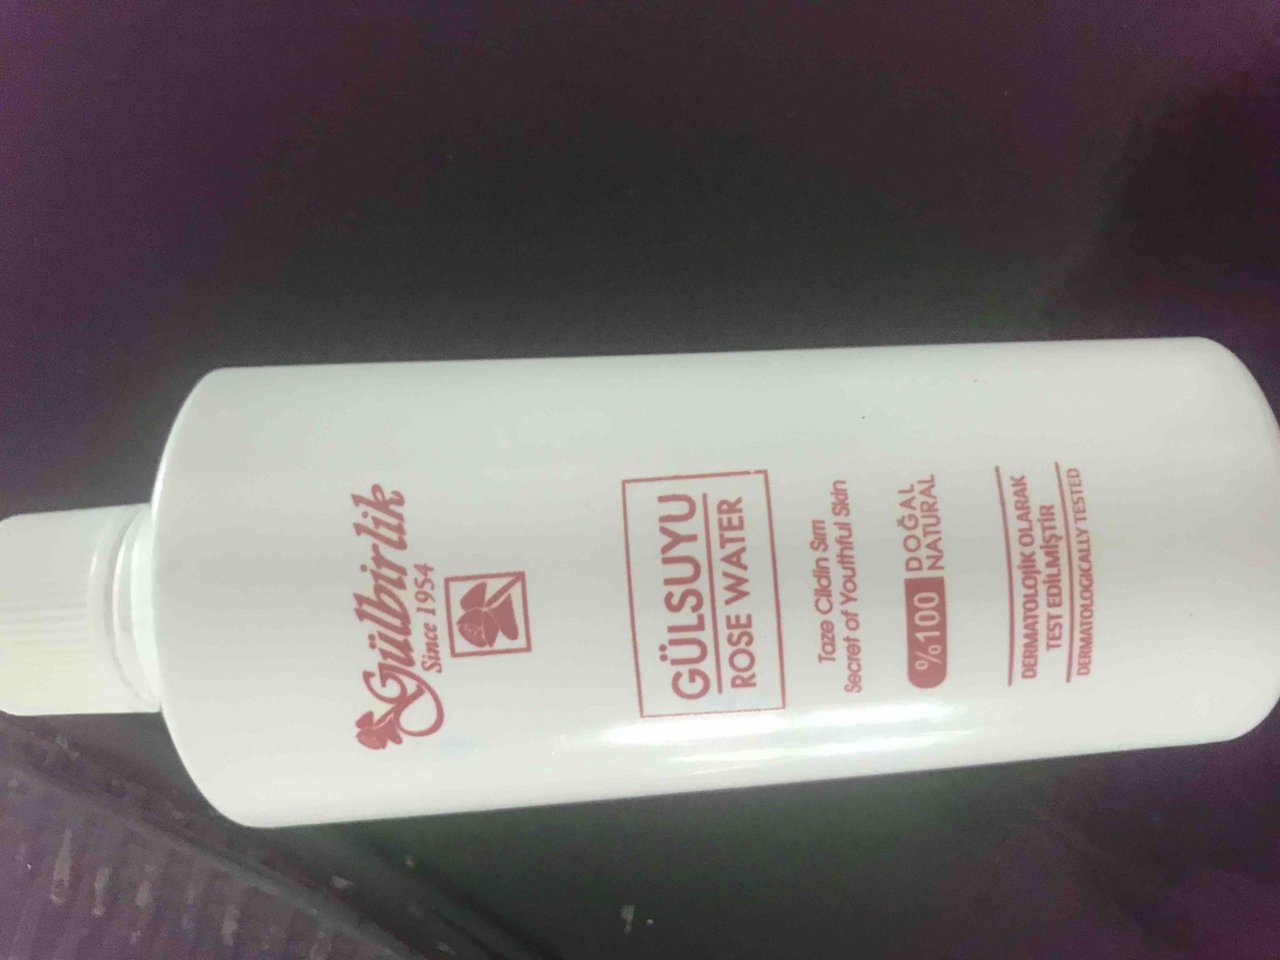 Gülbirlik
Since 1954
GÜLSUYU
ROSE WATER
Taze Cildin Sırrı
Secret of Youthful Skin
%100 DOĞAL
NATURAL
DERMATOLOJİK OLARAK
TEST EDİLMİŞTİR
DERMATOLOGICALLY TESTED